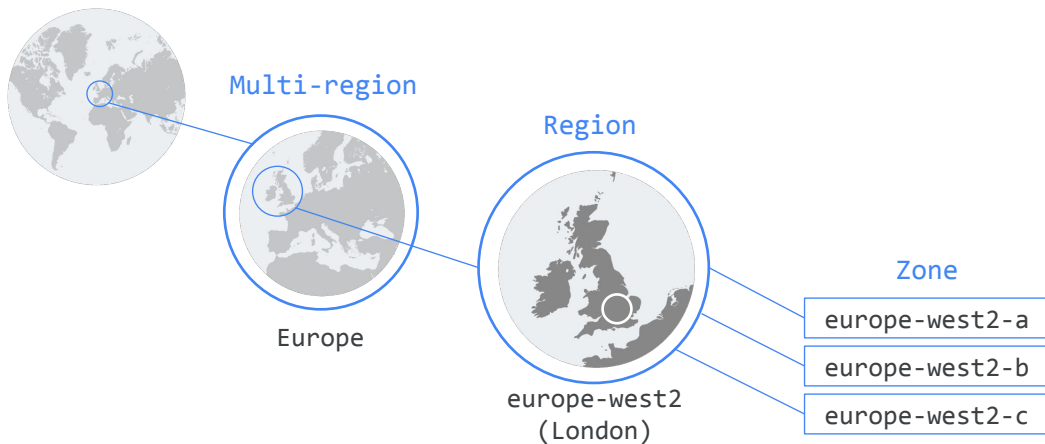 Multi-region
Europe
Region
europe-west2
(London)
Zone
europe-west2-a
europe-west2-b
europe-west2-c